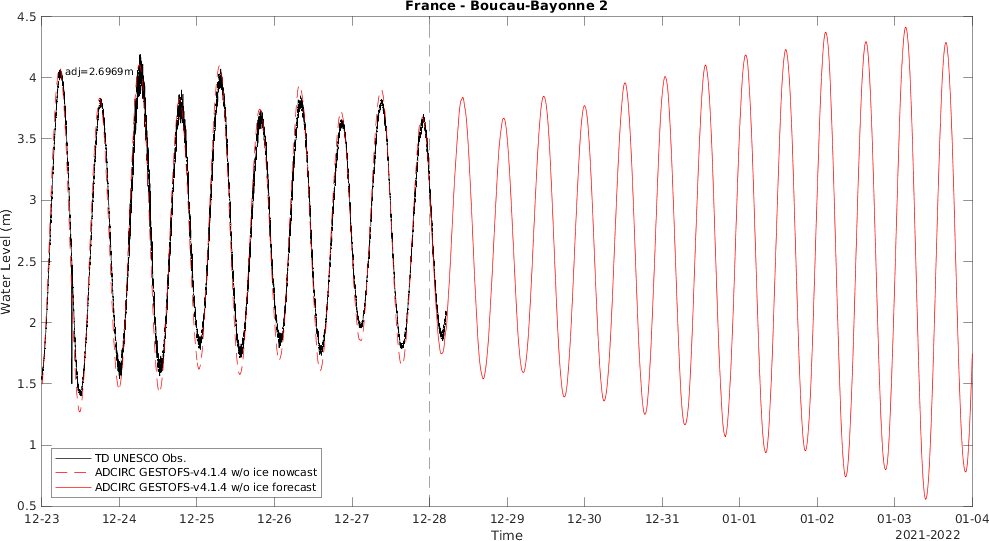 France - Boucau-Bayonne 2
4.5
4
3.5
3
2.5
2
1.5
1
0.5
Water Level (m)
adj=2.6969m
TD UNESCO Obs.
ADCIRC GESTOFS-v4.1.4 w/o ice nowcast
ADCIRC GESTOFS-v4.1.4 w/o ice forecast
12-23 12-24 12-25 12-26 12-27 12-28 12-29 12-30 12-31 01-01 01-02 01-03 01-04
Time
2021-2022